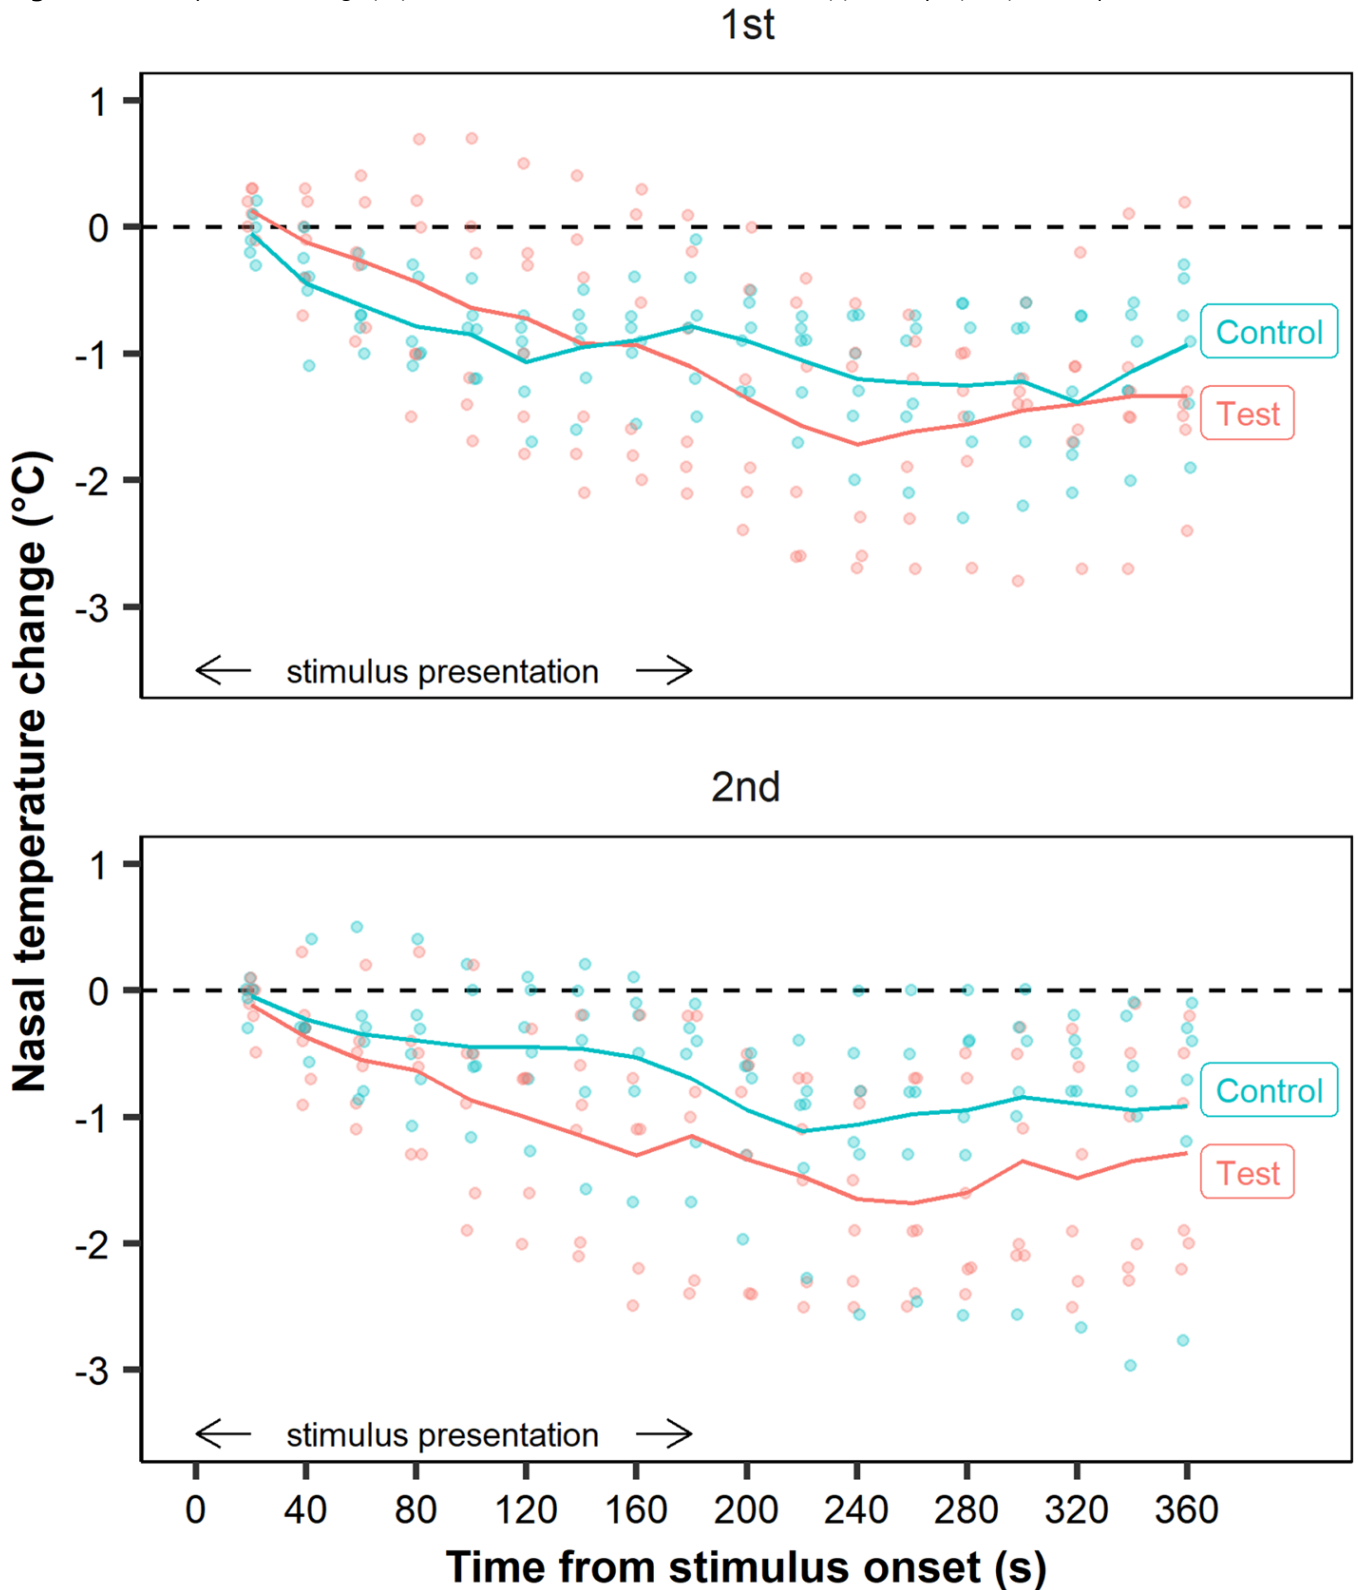 1st
1
0
-1
-2
-3
Control
Test
stimulus presentation
Nasal temperature change (°C)
2nd
1
0
-1
-2
-3
Control
Test
stimulus presentation
0 40 80 120 160 200 240 280 320 360
Time from stimulus onset (s)